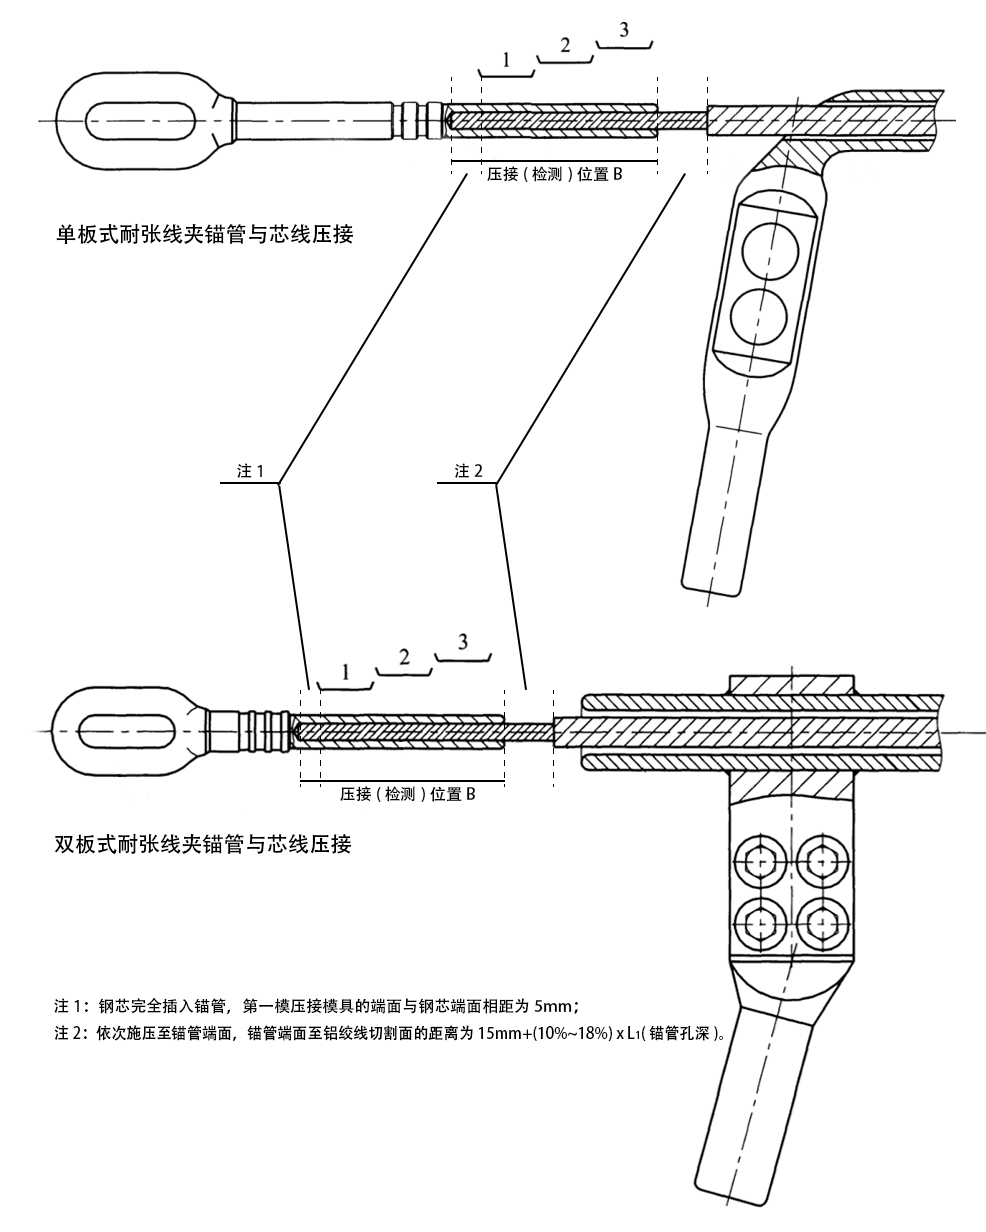 3
2
1
压接 ( 检测 ) 位置 B
单板式耐张线夹锚管与芯线压接
注 1
注 2
3
2
1
压接 ( 检测 ) 位置 B
双板式耐张线夹锚管与芯线压接
注 1：钢芯完全插入锚管，第一模压接模具的端面与钢芯端面相距为 5mm；
注 2：依次施压至锚管端面，锚管端面至铝绞线切割面的距离为 15mm+(10%~18%) x L₁( 锚管孔深 )。